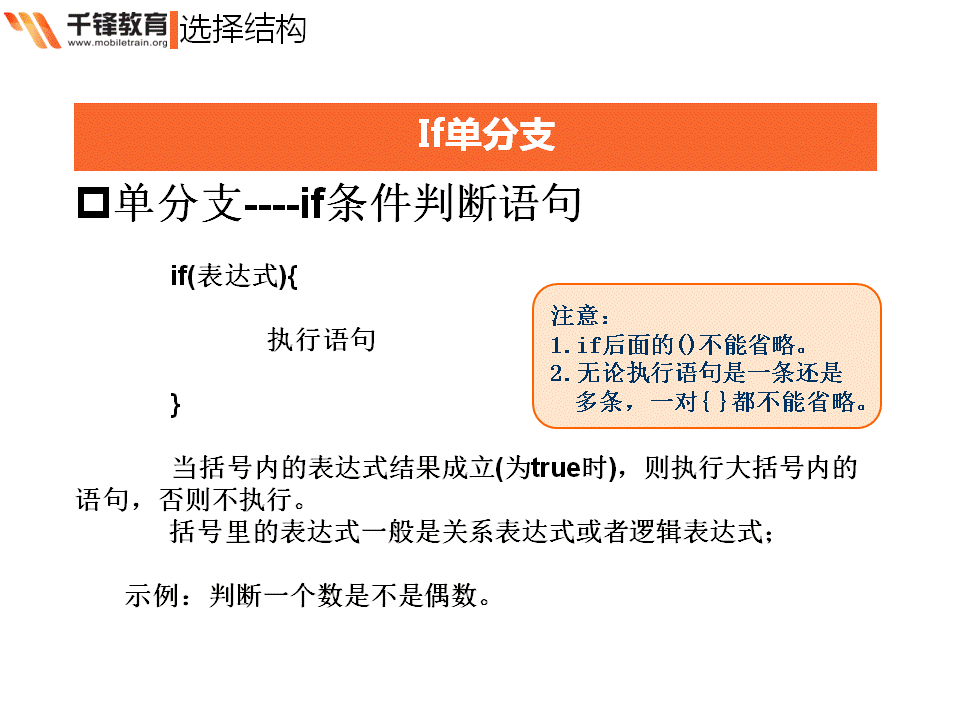 千锋教育
www.mobiletrain.org
选择结构
If单分支
单分支----if条件判断语句
if(表达式){
执行语句
}
注意：
1.if后面的()不能省略。
2.无论执行语句是一条还是
多条，一对{}都不能省略。
当括号内的表达式结果成立(为true时)，则执行大括号内的
语句，否则不执行。
括号里的表达式一般是关系表达式或者逻辑表达式；
示例：判断一个数是不是偶数。